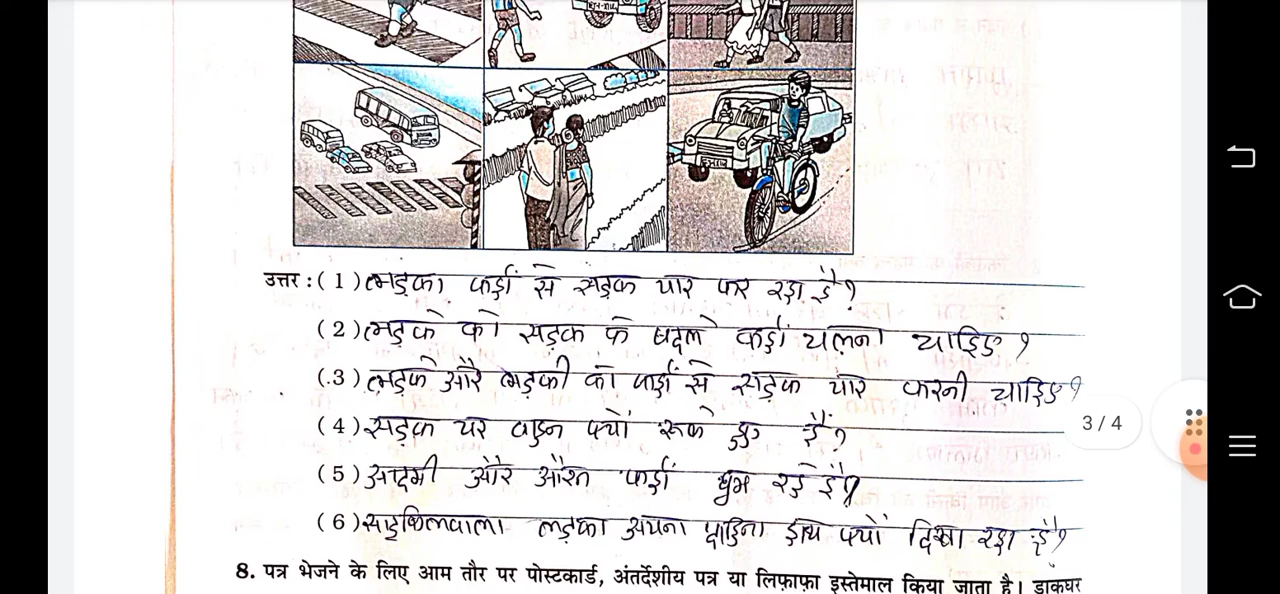 उत्तर : (1) लड़का कहाँ से सड़क पार कर रहा है?
(2) लड़के को सड़क के बदले कहाँ चलना चाहिए?
(3) लड़के और लड़की को कहाँ से सड़क पार करनी चाहिए?
(4) सड़क पर वाहन क्यों रूके हुए हैं?
(5) आदमी और औरत कहाँ घुम रहे हैं?
(6) साइकिलवाला लड़का अपना दाहिना हाथ क्यों दिखा रहा है?
3 / 4
8. पत्र भेजने के लिए आम तौर पर पोस्टकार्ड, अंतर्देशीय पत्र या लिफ़ाफ़ा इस्तेमाल किया जाता है। डाकघर